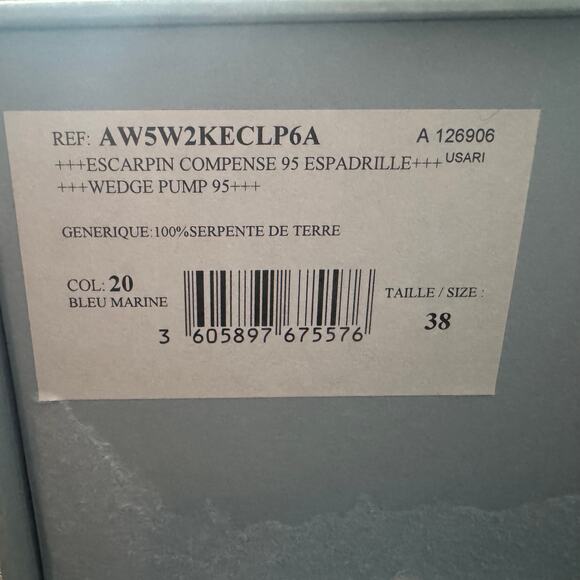 REF: AW5W2KECLP6A A 126906
+++ESCARPIN COMPENSE 95 ESPADRILLE+++ USARI
+++WEDGE PUMP 95+++
GENERIQUE:100%SERPENTE DE TERRE
COL: 20
BLEU MARINE
TAILLE / SIZE :
38
3 605897 675576